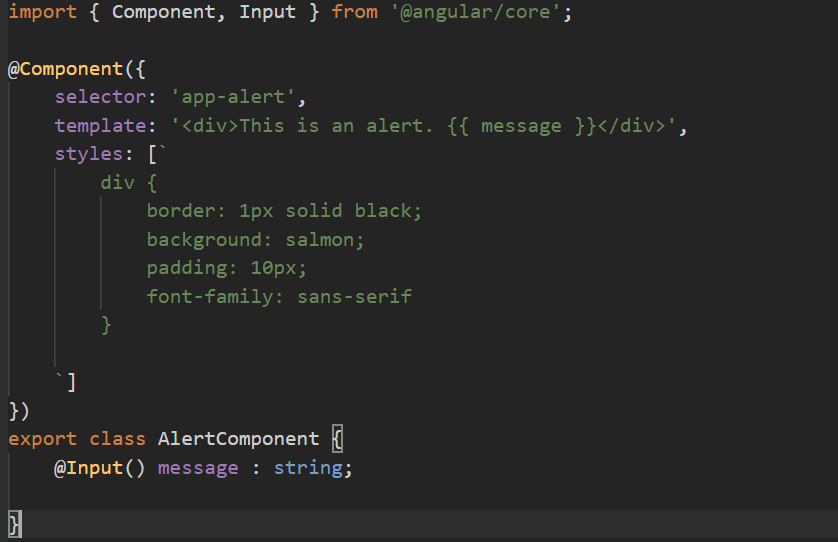 import { Component, Input } from '@angular/core';
@Component({
    selector: 'app-alert',
    template: '<div>This is an alert. {{ message }}</div>',
    styles: [`
        div {
            border: 1px solid black;
            background: salmon;
            padding: 10px;
            font-family: sans-serif
        }
    `]
})
export class AlertComponent {
    @Input() message : string;
}